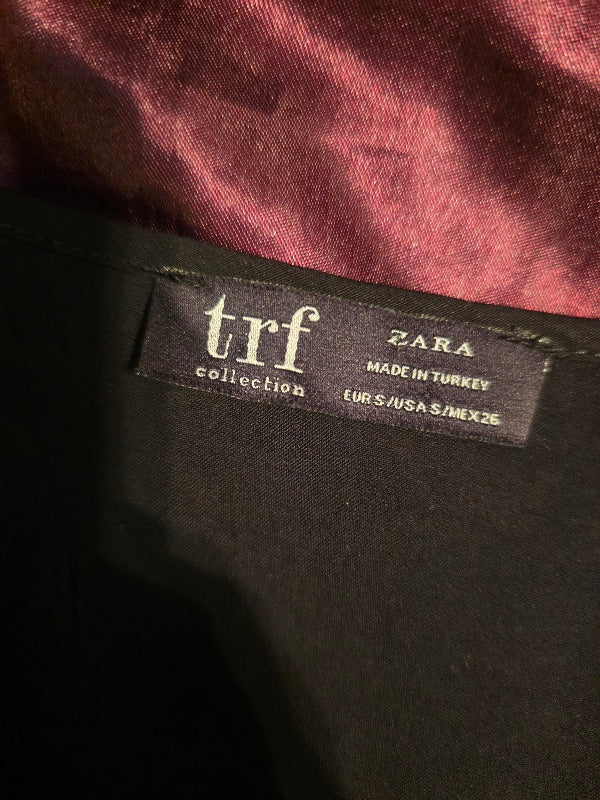 trf
collection
ZARA
MADE IN TURKEY
EUR S/USA S/MEX 26